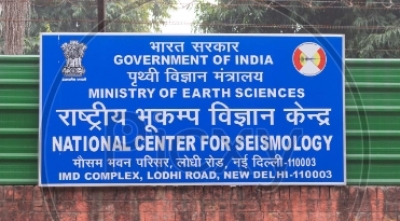 भारत सरकार
GOVERNMENT OF INDIA
पृथ्वी विज्ञान मंत्रालय
MINISTRY OF EARTH SCIENCES
राष्ट्रीय भूकम्प विज्ञान केन्द्र
NATIONAL CENTER FOR SEISMOLOGY
मौसम भवन परिसर, लोधी रोड, नई दिल्ली-110003
IMD COMPLEX, LODHI ROAD, NEW DELHI-110003